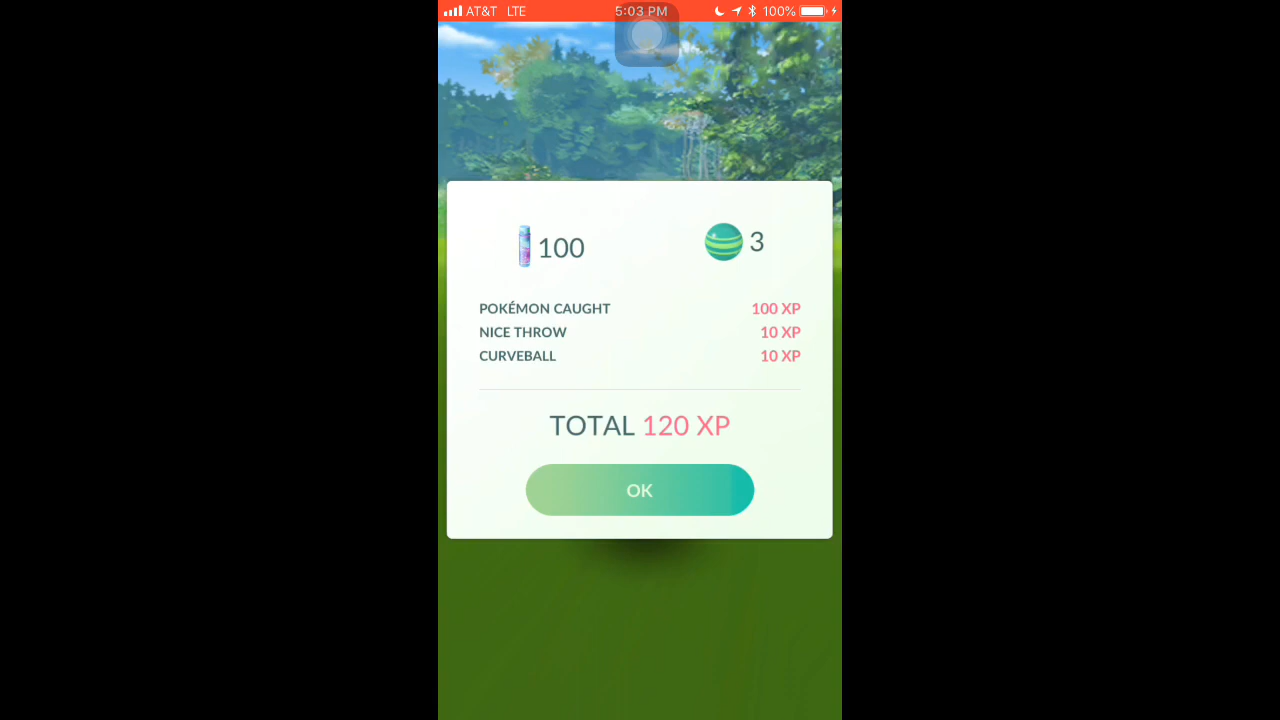 AT&T LTE 5:03 PM 100%
100 3
POKÉMON CAUGHT 100 XP
NICE THROW 10 XP
CURVEBALL 10 XP
TOTAL 120 XP
OK